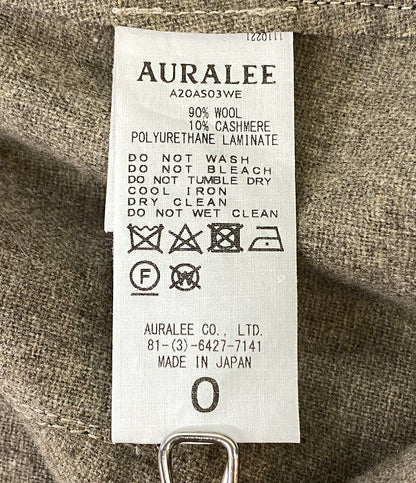 1110221
AURALEE
A20AS03WE
90% WOOL
10% CASHMERE
POLYURETHANE LAMINATE
DO NOT WASH
DO NOT BLEACH
DO NOT TUMBLE DRY
COOL IRON
DRY CLEAN
DO NOT WET CLEAN
F
W
AURALEE CO., LTD.
81-(3)-6427-7141
MADE IN JAPAN
0